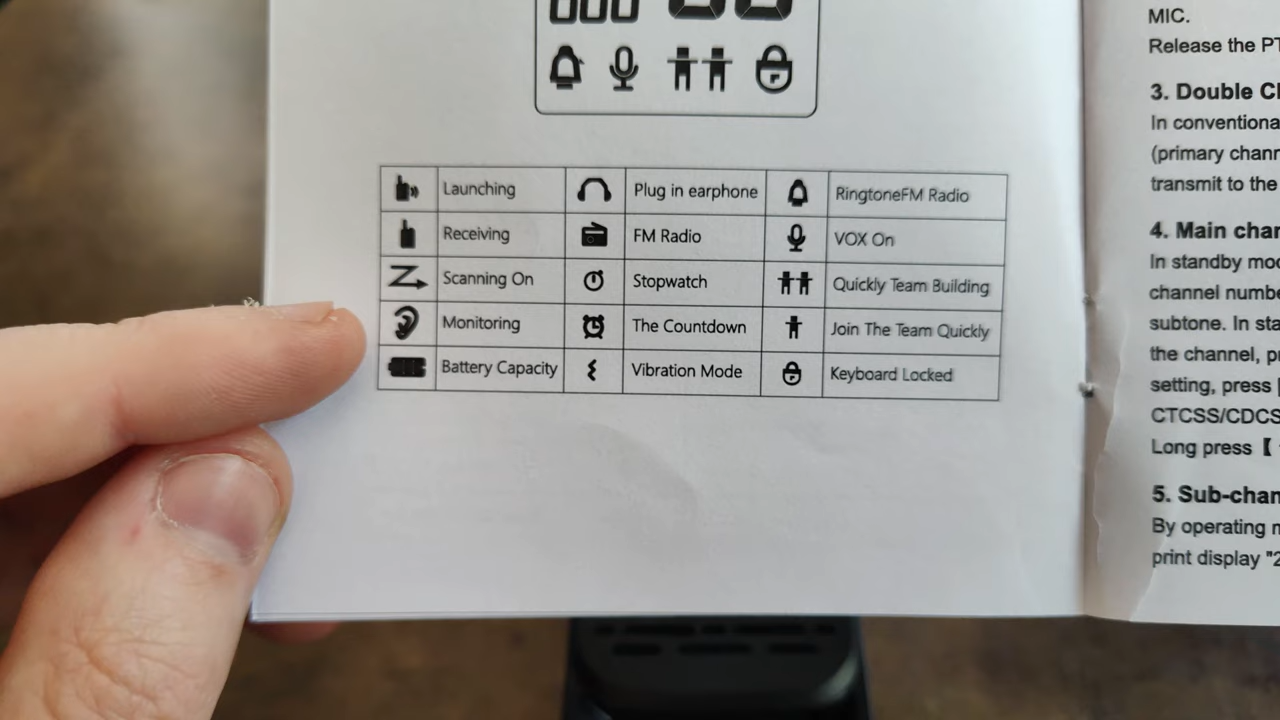 Launching Plug in earphone RingtoneFM Radio
Receiving FM Radio VOX On
Scanning On Stopwatch Quickly Team Building
Monitoring The Countdown Join The Team Quickly
Battery Capacity Vibration Mode Keyboard Locked
MIC.
Release the PT
3. Double Cl
In conventiona
(primary chann
transmit to the
4. Main chan
In standby mod
channel numbe
subtone. In sta
the channel, p
setting, press
CTCSS/CDCS
Long press【
5. Sub-chan
By operating m
print display "2